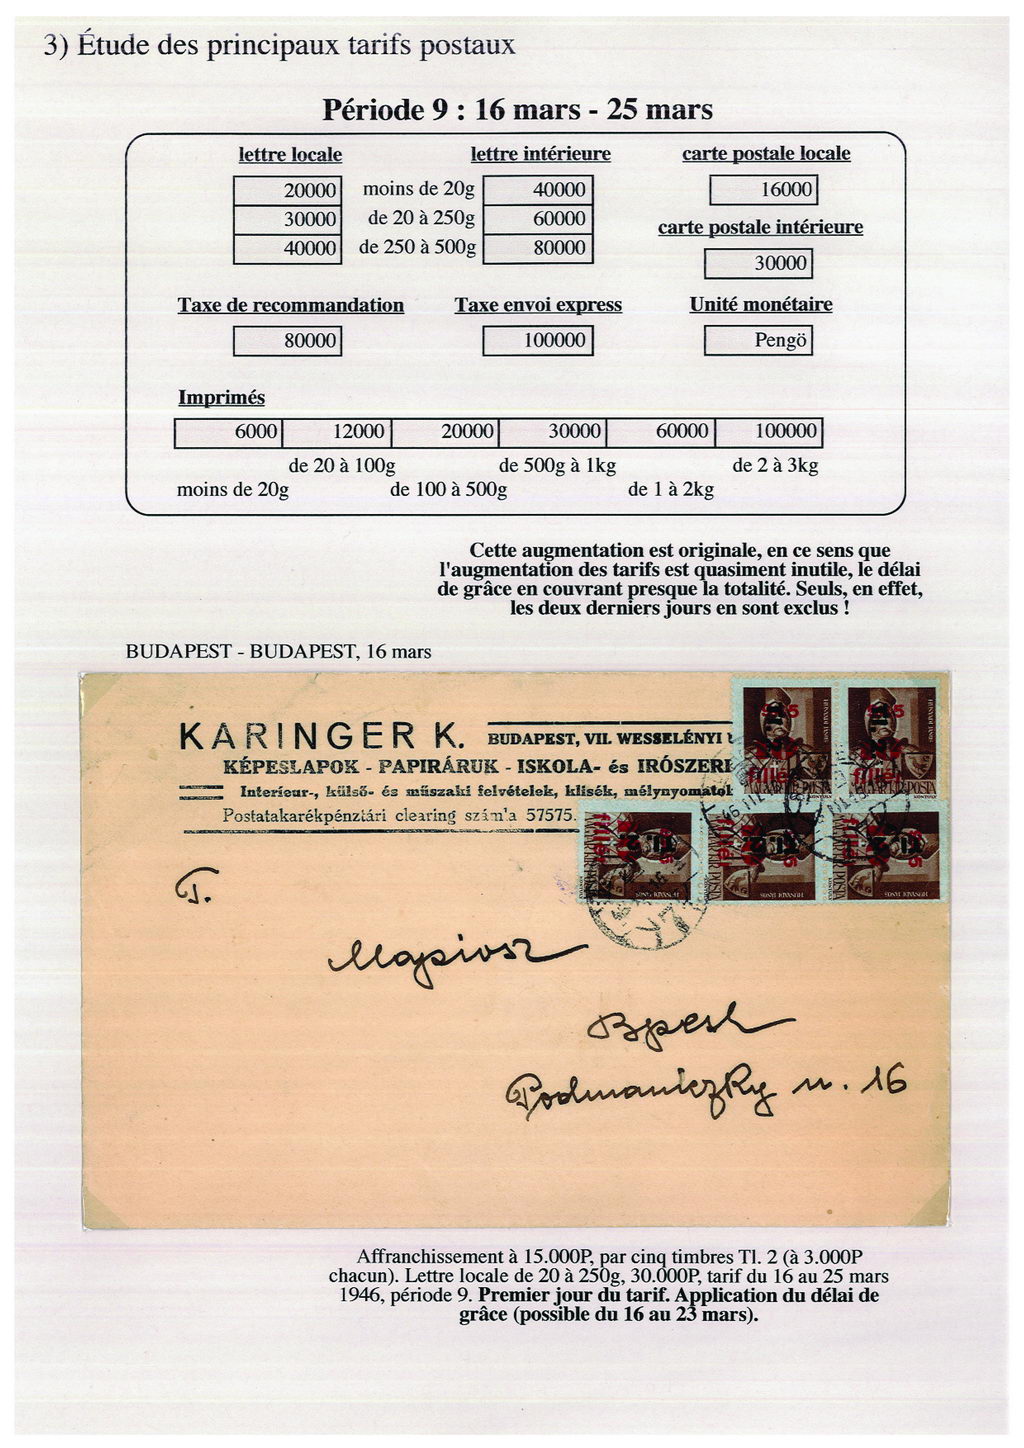 3) Étude des principaux tarifs postaux
Période 9 : 16 mars - 25 mars
lettre locale lettre intérieure carte postale locale
20000 moins de 20g 40000 16000
30000 de 20 à 250g 60000
carte postale intérieure
40000 de 250 à 500g 80000
30000
Taxe de recommandation Taxe envoi express Unité monétaire
80000 100000 Pengö
Imprimés
6000 12000 20000 30000 60000 100000
de 20 à 100g de 500g à 1kg de 2 à 3kg
moins de 20g de 100 à 500g de 1 à 2kg
Cette augmentation est originale, en ce sens que
l'augmentation des tarifs est quasiment inutile, le délai
de grâce en couvrant presque la totalité. Seuls, en effet,
les deux derniers jours en sont exclus !
BUDAPEST - BUDAPEST, 16 mars
KARINGER K. BUDAPEST, VII. WESSELÉNYI
KÉPESLAPOK - PAPIRÁRUK - ISKOLA- és IRÓSZERE
Interieur-, külső- és műszaki felvételek, klisék, mélynyomatok
Postatakarékpénztári clearing száma 57575.
T.
Bpest
Podmaniczky u. 16
Affranchissement à 15.000P, par cinq timbres Tl. 2 (à 3.000P
chacun). Lettre locale de 20 à 250g, 30.000P, tarif du 16 au 25 mars
1946, période 9. Premier jour du tarif. Application du délai de
grâce (possible du 16 au 23 mars).